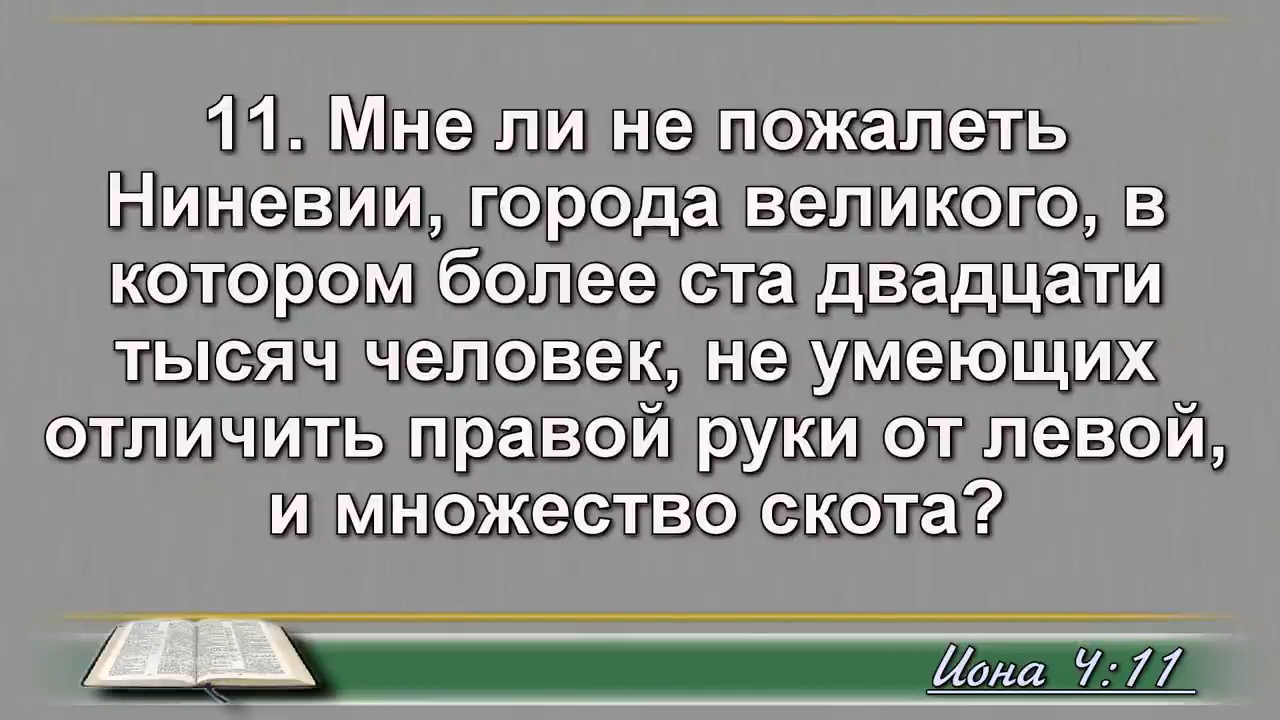 11. Мне ли не пожалеть
Ниневии, города великого, в
котором более ста двадцати
тысяч человек, не умеющих
отличить правой руки от левой,
и множество скота?
Иона 4:11